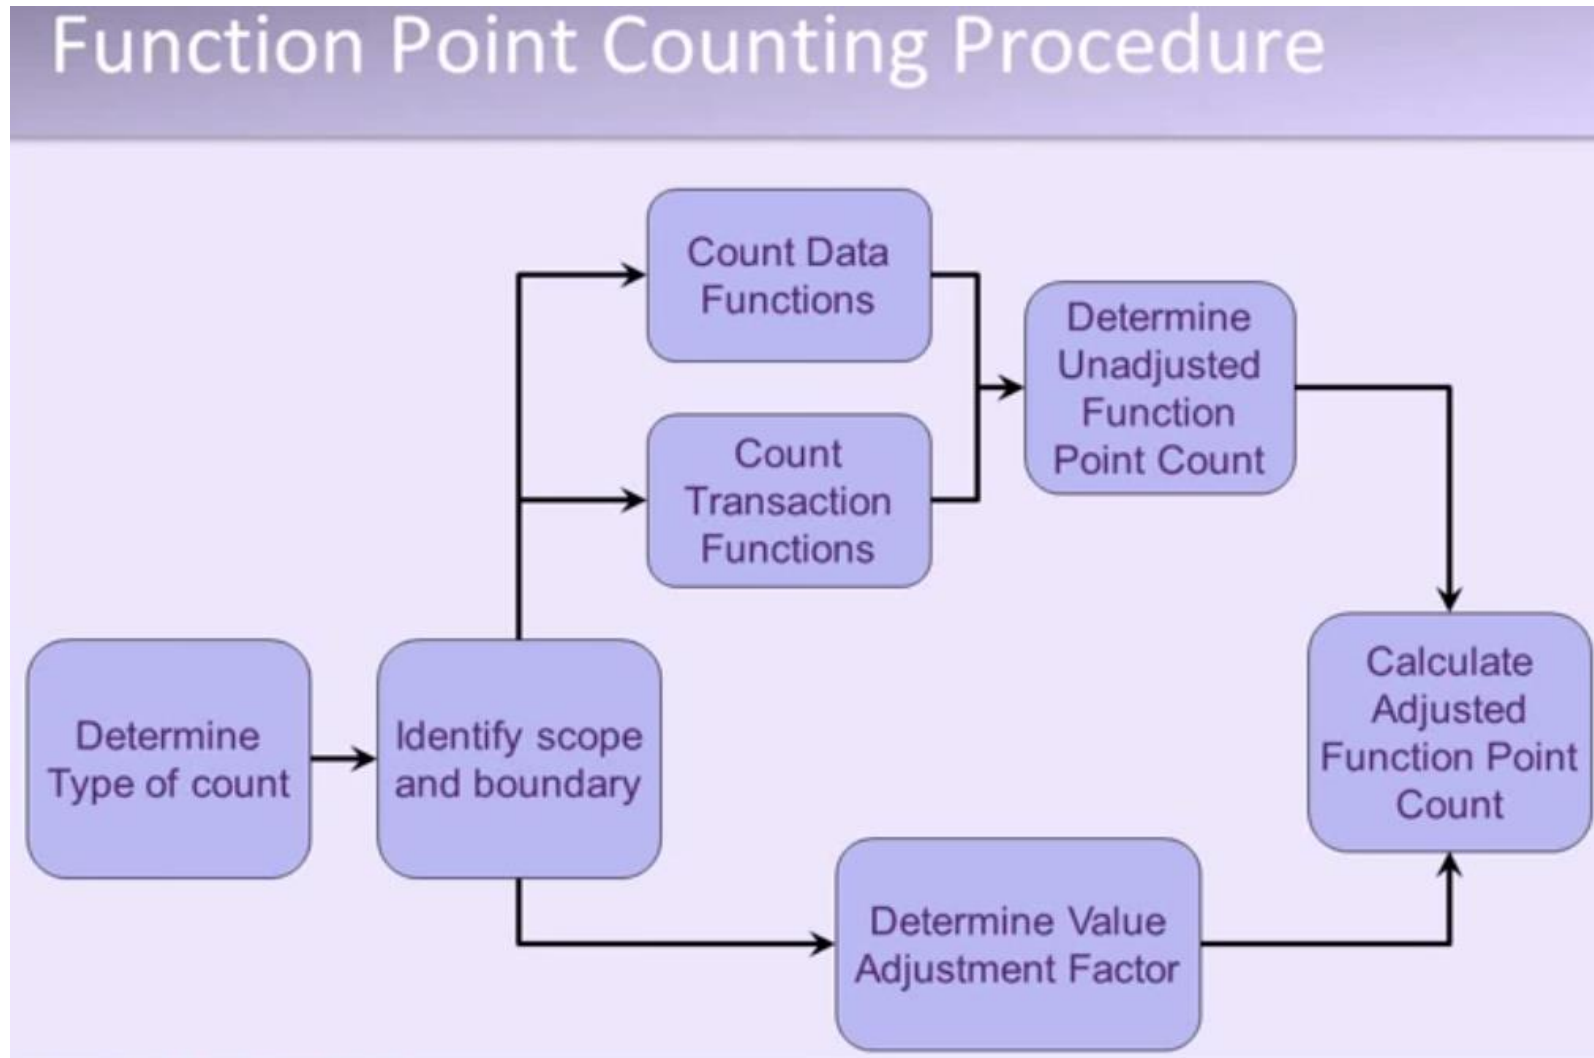 Function Point Counting Procedure
Count Data
Functions
Determine
Unadjusted
Function
Point Count
Count
Transaction
Functions
Determine
Type of count
Identify scope
and boundary
Calculate
Adjusted
Function Point
Count
Determine Value
Adjustment Factor